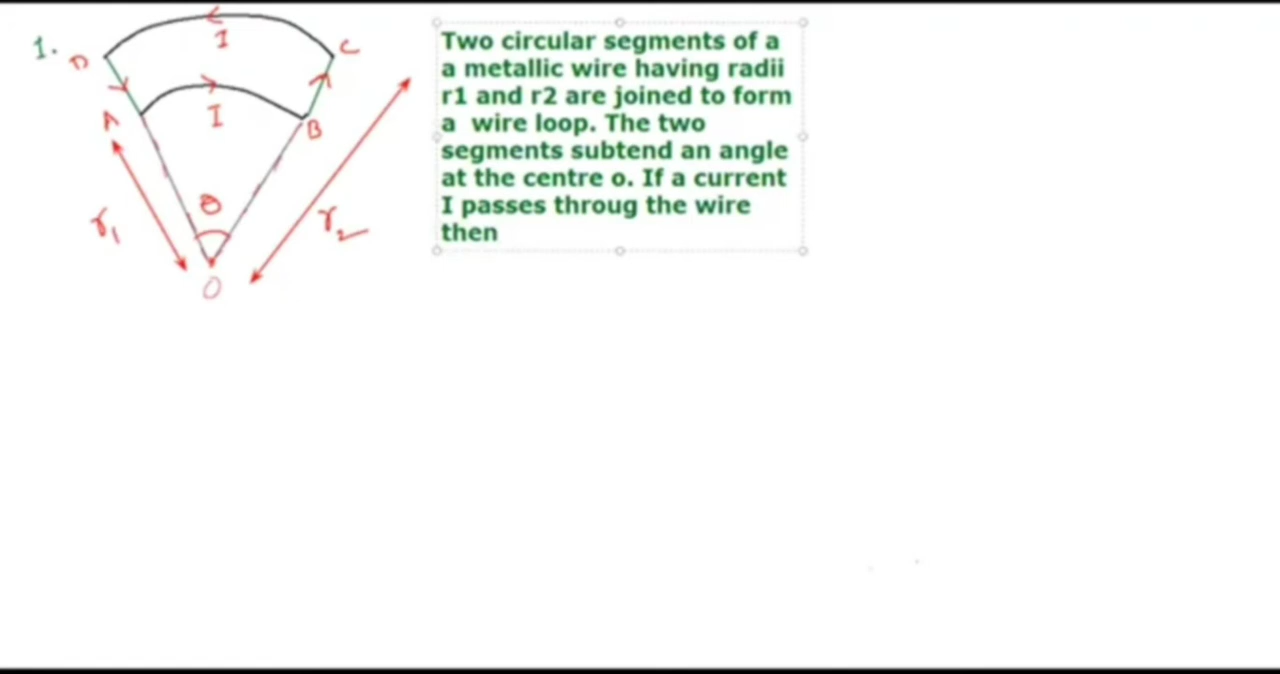 1.
D
I
C
A
I
B
r1
θ
r2
O
Two circular segments of a
a metallic wire having radii
r1 and r2 are joined to form
a wire loop. The two
segments subtend an angle
at the centre o. If a current
I passes throug the wire
then